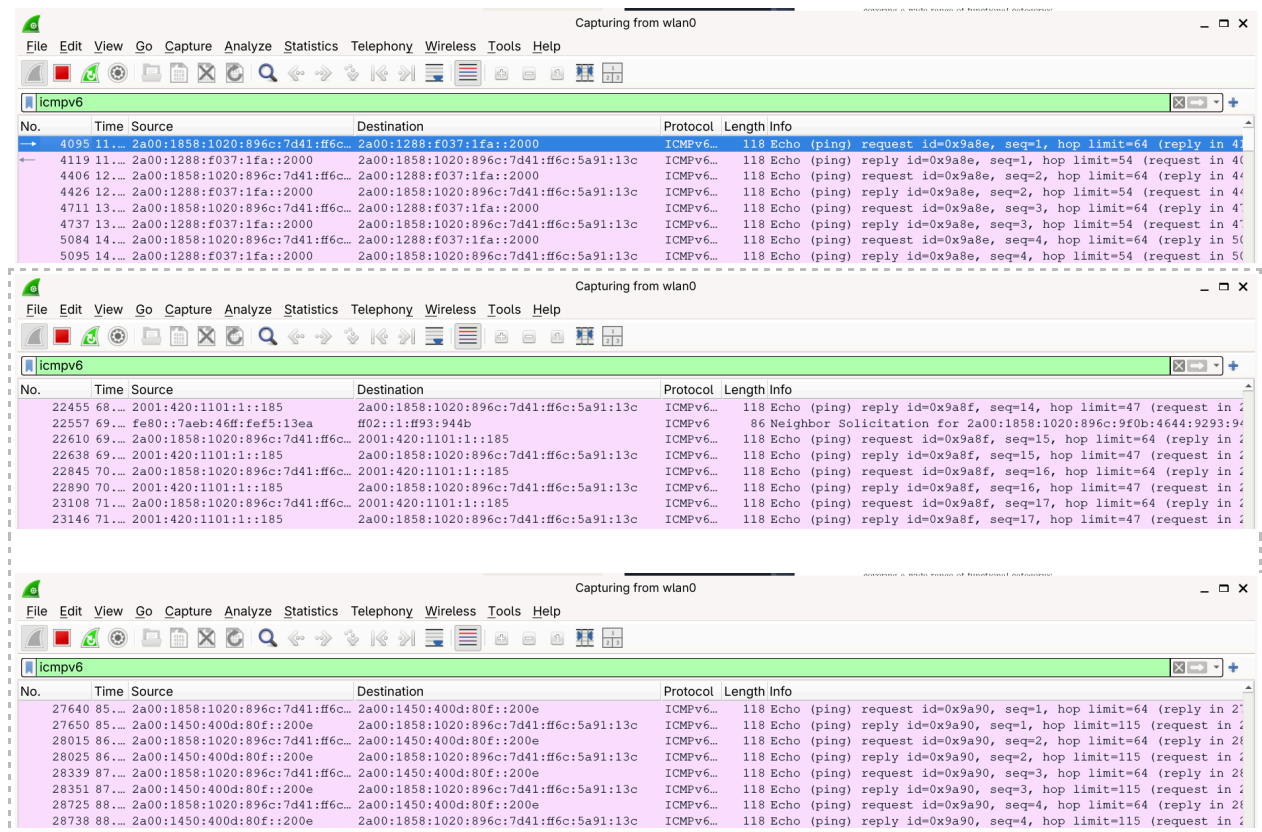 Capturing from wlan0
File Edit View Go Capture Analyze Statistics Telephony Wireless Tools Help
icmpv6
No. Time Source Destination Protocol Length Info
4095 11.… 2a00:1858:1020:896c:7d41:ff6c… 2a00:1288:f037:1fa::2000 ICMPv6… 118 Echo (ping) request id=0x9a8e, seq=1, hop limit=64 (reply in 41
4119 11.… 2a00:1288:f037:1fa::2000 2a00:1858:1020:896c:7d41:ff6c:5a91:13c ICMPv6… 118 Echo (ping) reply id=0x9a8e, seq=1, hop limit=54 (request in 40
4406 12.… 2a00:1858:1020:896c:7d41:ff6c… 2a00:1288:f037:1fa::2000 ICMPv6… 118 Echo (ping) request id=0x9a8e, seq=2, hop limit=64 (reply in 44
4426 12.… 2a00:1288:f037:1fa::2000 2a00:1858:1020:896c:7d41:ff6c:5a91:13c ICMPv6… 118 Echo (ping) reply id=0x9a8e, seq=2, hop limit=54 (request in 44
4711 13.… 2a00:1858:1020:896c:7d41:ff6c… 2a00:1288:f037:1fa::2000 ICMPv6… 118 Echo (ping) request id=0x9a8e, seq=3, hop limit=64 (reply in 47
4737 13.… 2a00:1288:f037:1fa::2000 2a00:1858:1020:896c:7d41:ff6c:5a91:13c ICMPv6… 118 Echo (ping) reply id=0x9a8e, seq=3, hop limit=54 (request in 47
5084 14.… 2a00:1858:1020:896c:7d41:ff6c… 2a00:1288:f037:1fa::2000 ICMPv6… 118 Echo (ping) request id=0x9a8e, seq=4, hop limit=64 (reply in 50
5095 14.… 2a00:1288:f037:1fa::2000 2a00:1858:1020:896c:7d41:ff6c:5a91:13c ICMPv6… 118 Echo (ping) reply id=0x9a8e, seq=4, hop limit=54 (request in 50
Capturing from wlan0
File Edit View Go Capture Analyze Statistics Telephony Wireless Tools Help
icmpv6
No. Time Source Destination Protocol Length Info
22455 68.… 2001:420:1101:1::185 2a00:1858:1020:896c:7d41:ff6c:5a91:13c ICMPv6… 118 Echo (ping) reply id=0x9a8f, seq=14, hop limit=47 (request in 2
22557 69.… fe80::7aeb:46ff:fef5:13ea ff02::1:ff93:944b ICMPv6 86 Neighbor Solicitation for 2a00:1858:1020:896c:9f0b:4644:9293:94
22610 69.… 2a00:1858:1020:896c:7d41:ff6c… 2001:420:1101:1::185 ICMPv6… 118 Echo (ping) request id=0x9a8f, seq=15, hop limit=64 (reply in 2
22638 69.… 2001:420:1101:1::185 2a00:1858:1020:896c:7d41:ff6c:5a91:13c ICMPv6… 118 Echo (ping) reply id=0x9a8f, seq=15, hop limit=47 (request in 2
22845 70.… 2a00:1858:1020:896c:7d41:ff6c… 2001:420:1101:1::185 ICMPv6… 118 Echo (ping) request id=0x9a8f, seq=16, hop limit=64 (reply in 2
22890 70.… 2001:420:1101:1::185 2a00:1858:1020:896c:7d41:ff6c:5a91:13c ICMPv6… 118 Echo (ping) reply id=0x9a8f, seq=16, hop limit=47 (request in 2
23108 71.… 2a00:1858:1020:896c:7d41:ff6c… 2001:420:1101:1::185 ICMPv6… 118 Echo (ping) request id=0x9a8f, seq=17, hop limit=64 (reply in 2
23146 71.… 2001:420:1101:1::185 2a00:1858:1020:896c:7d41:ff6c:5a91:13c ICMPv6… 118 Echo (ping) reply id=0x9a8f, seq=17, hop limit=47 (request in 2
Capturing from wlan0
File Edit View Go Capture Analyze Statistics Telephony Wireless Tools Help
icmpv6
No. Time Source Destination Protocol Length Info
27640 85.… 2a00:1858:1020:896c:7d41:ff6c… 2a00:1450:400d:80f::200e ICMPv6… 118 Echo (ping) request id=0x9a90, seq=1, hop limit=64 (reply in 27
27650 85.… 2a00:1450:400d:80f::200e 2a00:1858:1020:896c:7d41:ff6c:5a91:13c ICMPv6… 118 Echo (ping) reply id=0x9a90, seq=1, hop limit=115 (request in 2
28015 86.… 2a00:1858:1020:896c:7d41:ff6c… 2a00:1450:400d:80f::200e ICMPv6… 118 Echo (ping) request id=0x9a90, seq=2, hop limit=64 (reply in 28
28025 86.… 2a00:1450:400d:80f::200e 2a00:1858:1020:896c:7d41:ff6c:5a91:13c ICMPv6… 118 Echo (ping) reply id=0x9a90, seq=2, hop limit=115 (request in 2
28339 87.… 2a00:1858:1020:896c:7d41:ff6c… 2a00:1450:400d:80f::200e ICMPv6… 118 Echo (ping) request id=0x9a90, seq=3, hop limit=64 (reply in 28
28351 87.… 2a00:1450:400d:80f::200e 2a00:1858:1020:896c:7d41:ff6c:5a91:13c ICMPv6… 118 Echo (ping) reply id=0x9a90, seq=3, hop limit=115 (request in 2
28725 88.… 2a00:1858:1020:896c:7d41:ff6c… 2a00:1450:400d:80f::200e ICMPv6… 118 Echo (ping) request id=0x9a90, seq=4, hop limit=64 (reply in 28
28738 88.… 2a00:1450:400d:80f::200e 2a00:1858:1020:896c:7d41:ff6c:5a91:13c ICMPv6… 118 Echo (ping) reply id=0x9a90, seq=4, hop limit=115 (request in 2